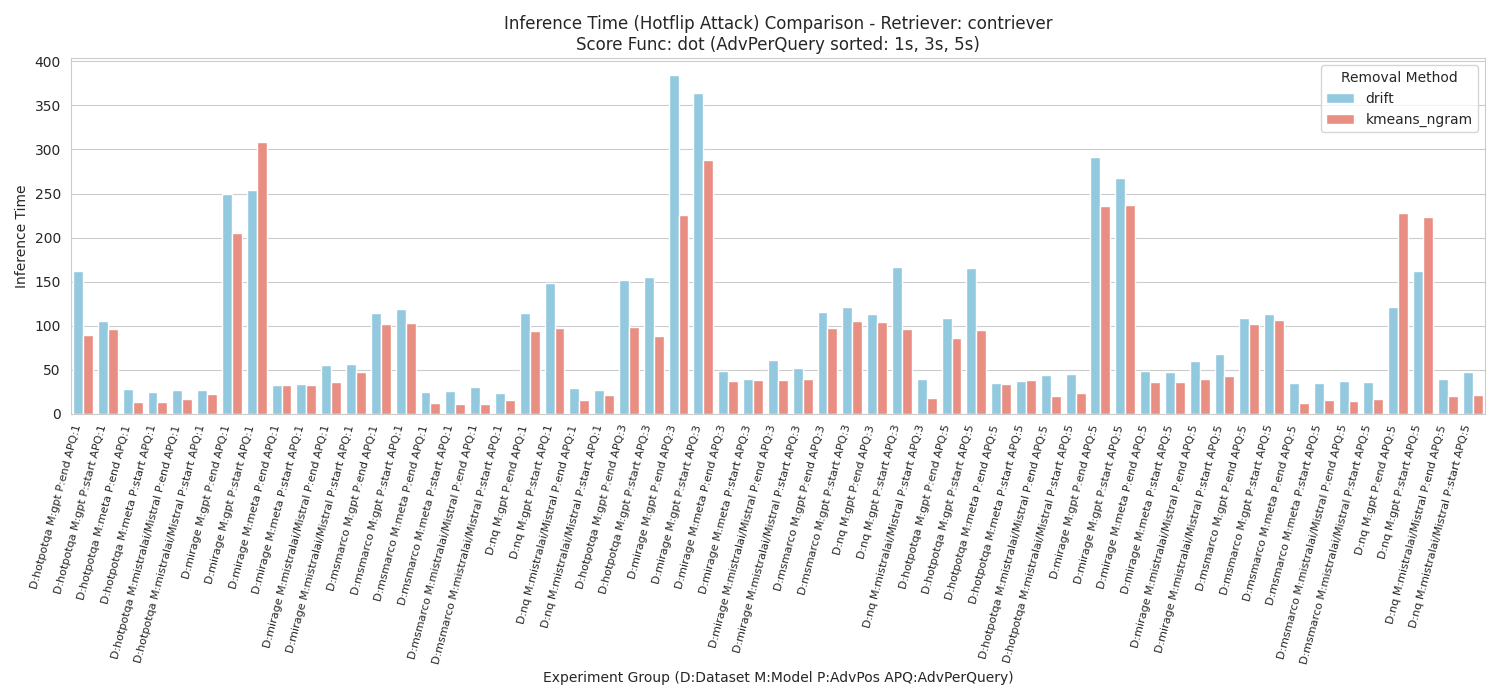 Inference Time (Hotflip Attack) Comparison - Retriever: contriever
Score Func: dot (AdvPerQuery sorted: 1s, 3s, 5s)
Removal Method
drift
kmeans_ngram
Inference Time
400
350
300
250
200
150
100
50
0
D:hotpotqa M:gpt P:end APQ:1
D:hotpotqa M:gpt P:start APQ:1
D:hotpotqa M:meta P:end APQ:1
D:hotpotqa M:meta P:start APQ:1
D:hotpotqa M:mistralai/Mistral P:end APQ:1
D:hotpotqa M:mistralai/Mistral P:start APQ:1
D:mirage M:gpt P:end APQ:1
D:mirage M:gpt P:start APQ:1
D:mirage M:meta P:end APQ:1
D:mirage M:meta P:start APQ:1
D:mirage M:mistralai/Mistral P:end APQ:1
D:mirage M:mistralai/Mistral P:start APQ:1
D:msmarco M:gpt P:end APQ:1
D:msmarco M:gpt P:start APQ:1
D:msmarco M:meta P:end APQ:1
D:msmarco M:meta P:start APQ:1
D:msmarco M:mistralai/Mistral P:end APQ:1
D:msmarco M:mistralai/Mistral P:start APQ:1
D:nq M:gpt P:end APQ:1
D:nq M:gpt P:start APQ:1
D:nq M:mistralai/Mistral P:end APQ:1
D:nq M:mistralai/Mistral P:start APQ:1
D:hotpotqa M:gpt P:end APQ:3
D:hotpotqa M:gpt P:start APQ:3
D:mirage M:gpt P:end APQ:3
D:mirage M:gpt P:start APQ:3
D:mirage M:meta P:end APQ:3
D:mirage M:meta P:start APQ:3
D:mirage M:mistralai/Mistral P:end APQ:3
D:mirage M:mistralai/Mistral P:start APQ:3
D:msmarco M:gpt P:end APQ:3
D:msmarco M:gpt P:start APQ:3
D:nq M:gpt P:end APQ:3
D:nq M:gpt P:start APQ:3
D:nq M:mistralai/Mistral P:start APQ:3
D:hotpotqa M:gpt P:end APQ:5
D:hotpotqa M:gpt P:start APQ:5
D:hotpotqa M:meta P:end APQ:5
D:hotpotqa M:meta P:start APQ:5
D:hotpotqa M:mistralai/Mistral P:end APQ:5
D:hotpotqa M:mistralai/Mistral P:start APQ:5
D:mirage M:gpt P:end APQ:5
D:mirage M:gpt P:start APQ:5
D:mirage M:meta P:end APQ:5
D:mirage M:meta P:start APQ:5
D:mirage M:mistralai/Mistral P:end APQ:5
D:mirage M:mistralai/Mistral P:start APQ:5
D:msmarco M:gpt P:end APQ:5
D:msmarco M:gpt P:start APQ:5
D:msmarco M:meta P:end APQ:5
D:msmarco M:meta P:start APQ:5
D:msmarco M:mistralai/Mistral P:end APQ:5
D:msmarco M:mistralai/Mistral P:start APQ:5
D:nq M:gpt P:end APQ:5
D:nq M:gpt P:start APQ:5
D:nq M:mistralai/Mistral P:end APQ:5
D:nq M:mistralai/Mistral P:start APQ:5
Experiment Group (D:Dataset M:Model P:AdvPos APQ:AdvPerQuery)